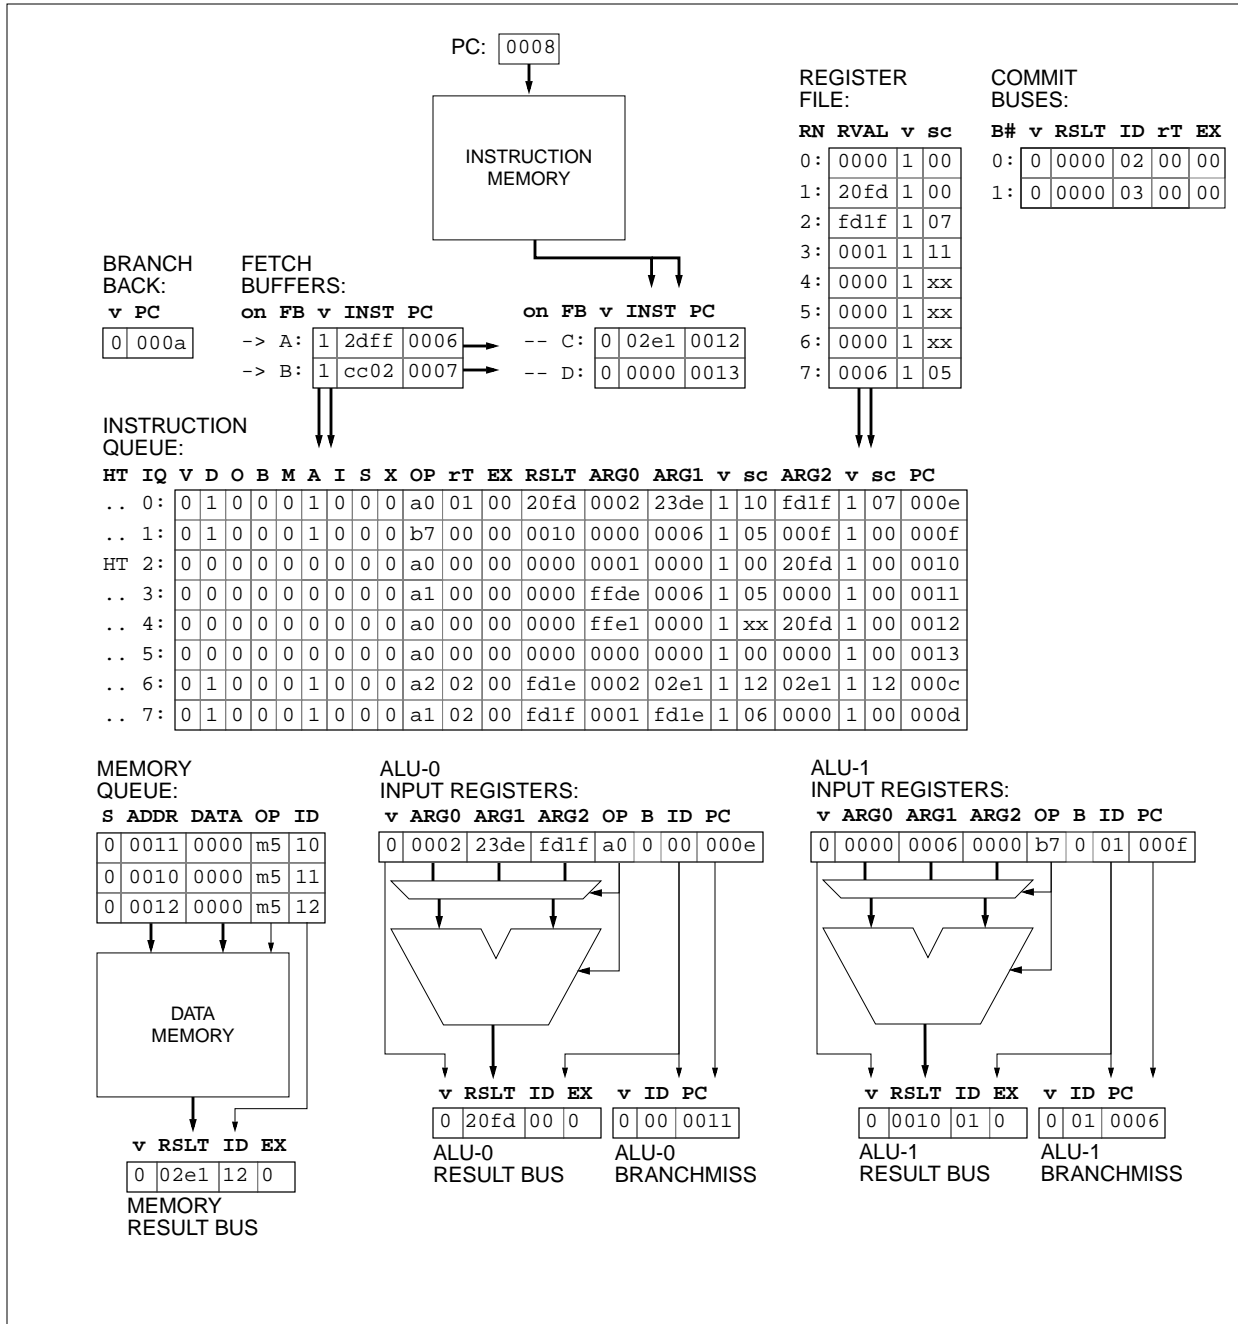 PC: 0008
INSTRUCTION
MEMORY
REGISTER
FILE:
RN RVAL v sc
0: 0000 1 00
1: 20fd 1 00
2: fd1f 1 07
3: 0001 1 11
4: 0000 1 xx
5: 0000 1 xx
6: 0000 1 xx
7: 0006 1 05
COMMIT
BUSES:
B# v RSLT ID rT EX
0: 0 0000 02 00 00
1: 0 0000 03 00 00
BRANCH
BACK:
v PC
0 000a
FETCH
BUFFERS:
on FB v INST PC
-> A: 1 2dff 0006
-> B: 1 cc02 0007
on FB v INST PC
-- C: 0 02e1 0012
-- D: 0 0000 0013
INSTRUCTION
QUEUE:
HT IQ V D O B M A I S X OP rT EX RSLT ARG0 ARG1 v sc ARG2 v sc PC
.. 0: 0 1 0 0 0 1 0 0 0 a0 01 00 20fd 0002 23de 1 10 fd1f 1 07 000e
.. 1: 0 1 0 0 0 1 0 0 0 b7 00 00 0010 0000 0006 1 05 000f 1 00 000f
HT 2: 0 0 0 0 0 0 0 0 0 a0 00 00 0000 0001 0000 1 00 20fd 1 00 0010
.. 3: 0 0 0 0 0 0 0 0 0 a1 00 00 0000 ffde 0006 1 05 0000 1 00 0011
.. 4: 0 0 0 0 0 0 0 0 0 a0 00 00 0000 ffe1 0000 1 xx 20fd 1 00 0012
.. 5: 0 0 0 0 0 0 0 0 0 a0 00 00 0000 0000 0000 1 00 0000 1 00 0013
.. 6: 0 1 0 0 0 1 0 0 0 a2 02 00 fd1e 0002 02e1 1 12 02e1 1 12 000c
.. 7: 0 1 0 0 0 1 0 0 0 a1 02 00 fd1f 0001 fd1e 1 06 0000 1 00 000d
MEMORY
QUEUE:
S ADDR DATA OP ID
0 0011 0000 m5 10
0 0010 0000 m5 11
0 0012 0000 m5 12
DATA
MEMORY
v RSLT ID EX
0 02e1 12 0
MEMORY
RESULT BUS
ALU-0
INPUT REGISTERS:
v ARG0 ARG1 ARG2 OP B ID PC
0 0002 23de fd1f a0 0 00 000e
v RSLT ID EX
0 20fd 00 0
ALU-0
RESULT BUS
v ID PC
0 00 0011
ALU-0
BRANCHMISS
ALU-1
INPUT REGISTERS:
v ARG0 ARG1 ARG2 OP B ID PC
0 0000 0006 0000 b7 0 01 000f
v RSLT ID EX
0 0010 01 0
ALU-1
RESULT BUS
v ID PC
0 01 0006
ALU-1
BRANCHMISS